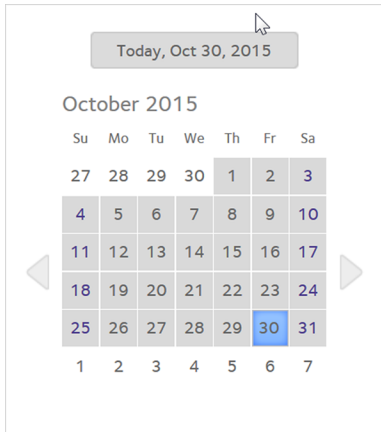 Today, Oct 30, 2015
October 2015
Su Mo Tu We Th Fr Sa
27 28 29 30 1 2 3
4 5 6 7 8 9 10
11 12 13 14 15 16 17
18 19 20 21 22 23 24
25 26 27 28 29 30 31
1 2 3 4 5 6 7